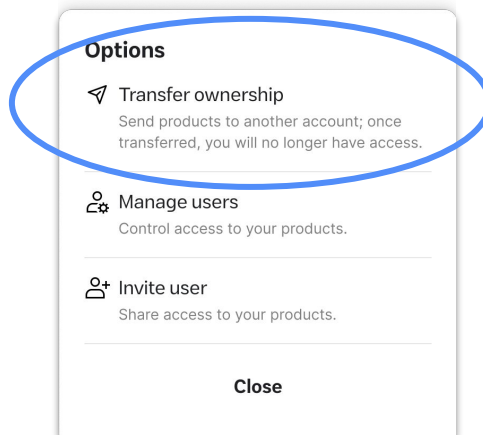 Options
Transfer ownership
Send products to another account; once
transferred, you will no longer have access.
Manage users
Control access to your products.
Invite user
Share access to your products.
Close